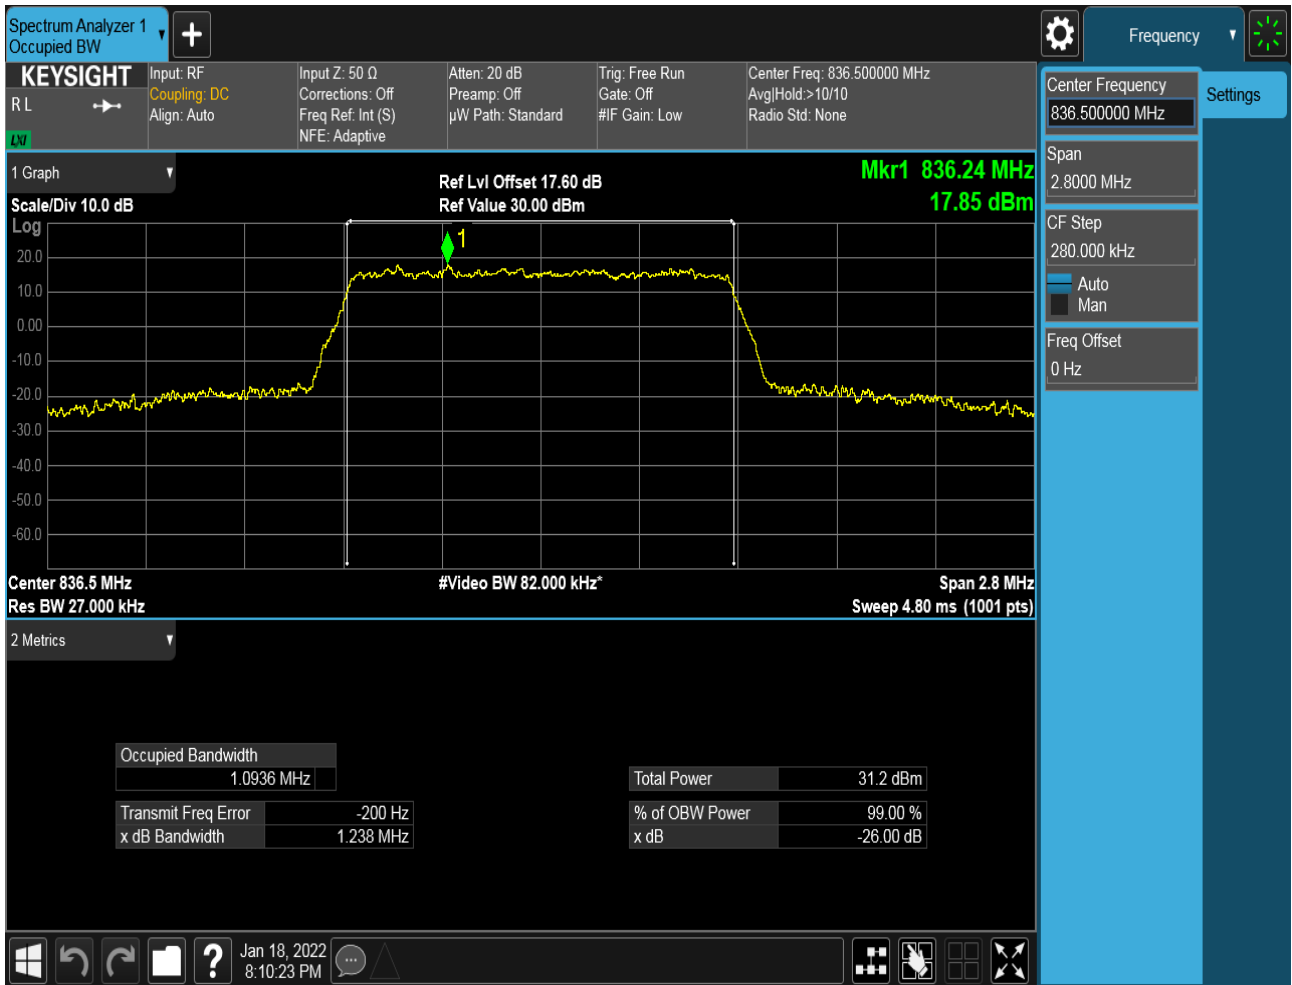 Spectrum Analyzer 1
Occupied BW
Frequency
KEYSIGHT
R L
LXI
Input: RF
Coupling: DC
Align: Auto
Input Z: 50 Ω
Corrections: Off
Freq Ref: Int (S)
NFE: Adaptive
Atten: 20 dB
Preamp: Off
µW Path: Standard
Trig: Free Run
Gate: Off
#IF Gain: Low
Center Freq: 836.500000 MHz
Avg|Hold:>10/10
Radio Std: None
Center Frequency
836.500000 MHz
Settings
Span
2.8000 MHz
CF Step
280.000 kHz
Auto
Man
Freq Offset
0 Hz
1 Graph
Scale/Div 10.0 dB
Ref Lvl Offset 17.60 dB
Ref Value 30.00 dBm
Mkr1 836.24 MHz
17.85 dBm
Log
1
20.0
10.0
0.00
-10.0
-20.0
-30.0
-40.0
-50.0
-60.0
Center 836.5 MHz
#Video BW 82.000 kHz*
Span 2.8 MHz
Res BW 27.000 kHz
Sweep 4.80 ms (1001 pts)
2 Metrics
Occupied Bandwidth
1.0936 MHz
Total Power 31.2 dBm
Transmit Freq Error -200 Hz
% of OBW Power 99.00 %
x dB Bandwidth 1.238 MHz
x dB -26.00 dB
?
Jan 18, 2022
8:10:23 PM